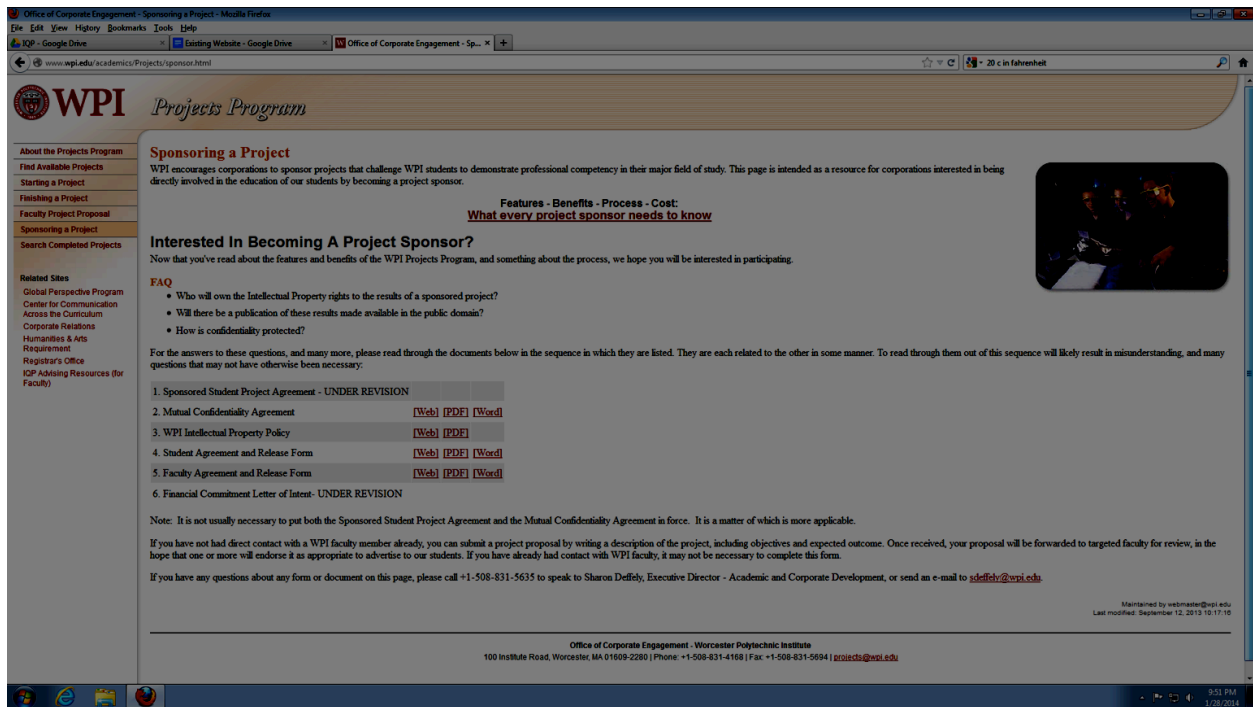 Office of Corporate Engagement - Sponsoring a Project - Mozilla Firefox
File Edit View History Bookmarks Tools Help
IQP - Google Drive × Existing Website - Google Drive × Office of Corporate Engagement - Sp... × +
www.wpi.edu/academics/Projects/sponsor.html 20 c in fahrenheit
WPI Projects Program
About the Projects Program
Find Available Projects
Starting a Project
Finishing a Project
Faculty Project Proposal
Sponsoring a Project
Search Completed Projects
Related Sites
Global Perspective Program
Center for Communication
Across the Curriculum
Corporate Relations
Humanities & Arts
Requirement
Registrar's Office
IQP Advising Resources (for
Faculty)
Sponsoring a Project
WPI encourages corporations to sponsor projects that challenge WPI students to demonstrate professional competency in their major field of study. This page is intended as a resource for corporations interested in being
directly involved in the education of our students by becoming a project sponsor.
Features - Benefits - Process - Cost:
What every project sponsor needs to know
Interested In Becoming A Project Sponsor?
Now that you've read about the features and benefits of the WPI Projects Program, and something about the process, we hope you will be interested in participating.
FAQ
• Who will own the Intellectual Property rights to the results of a sponsored project?
• Will there be a publication of these results made available in the public domain?
• How is confidentiality protected?
For the answers to these questions, and many more, please read through the documents below in the sequence in which they are listed. They are each related to the other in some manner. To read through them out of this sequence will likely result in misunderstanding, and many
questions that may not have otherwise been necessary:
1. Sponsored Student Project Agreement - UNDER REVISION
2. Mutual Confidentiality Agreement [Web] [PDF] [Word]
3. WPI Intellectual Property Policy [Web] [PDF]
4. Student Agreement and Release Form [Web] [PDF] [Word]
5. Faculty Agreement and Release Form [Web] [PDF] [Word]
6. Financial Commitment Letter of Intent- UNDER REVISION
Note: It is not usually necessary to put both the Sponsored Student Project Agreement and the Mutual Confidentiality Agreement in force. It is a matter of which is more applicable.
If you have not had direct contact with a WPI faculty member already, you can submit a project proposal by writing a description of the project, including objectives and expected outcome. Once received, your proposal will be forwarded to targeted faculty for review, in the
hope that one or more will endorse it as appropriate to advertise to our students. If you have already had contact with WPI faculty, it may not be necessary to complete this form.
If you have any questions about any form or document on this page, please call +1-508-831-5635 to speak to Sharon Deffely, Executive Director - Academic and Corporate Development, or send an e-mail to sdeffely@wpi.edu.
Maintained by webmaster@wpi.edu
Last modified: September 12, 2013 10:17:16
Office of Corporate Engagement - Worcester Polytechnic Institute
100 Institute Road, Worcester, MA 01609-2280 | Phone: +1-508-831-4168 | Fax: +1-508-831-5694 | projects@wpi.edu
9:51 PM
1/28/2014